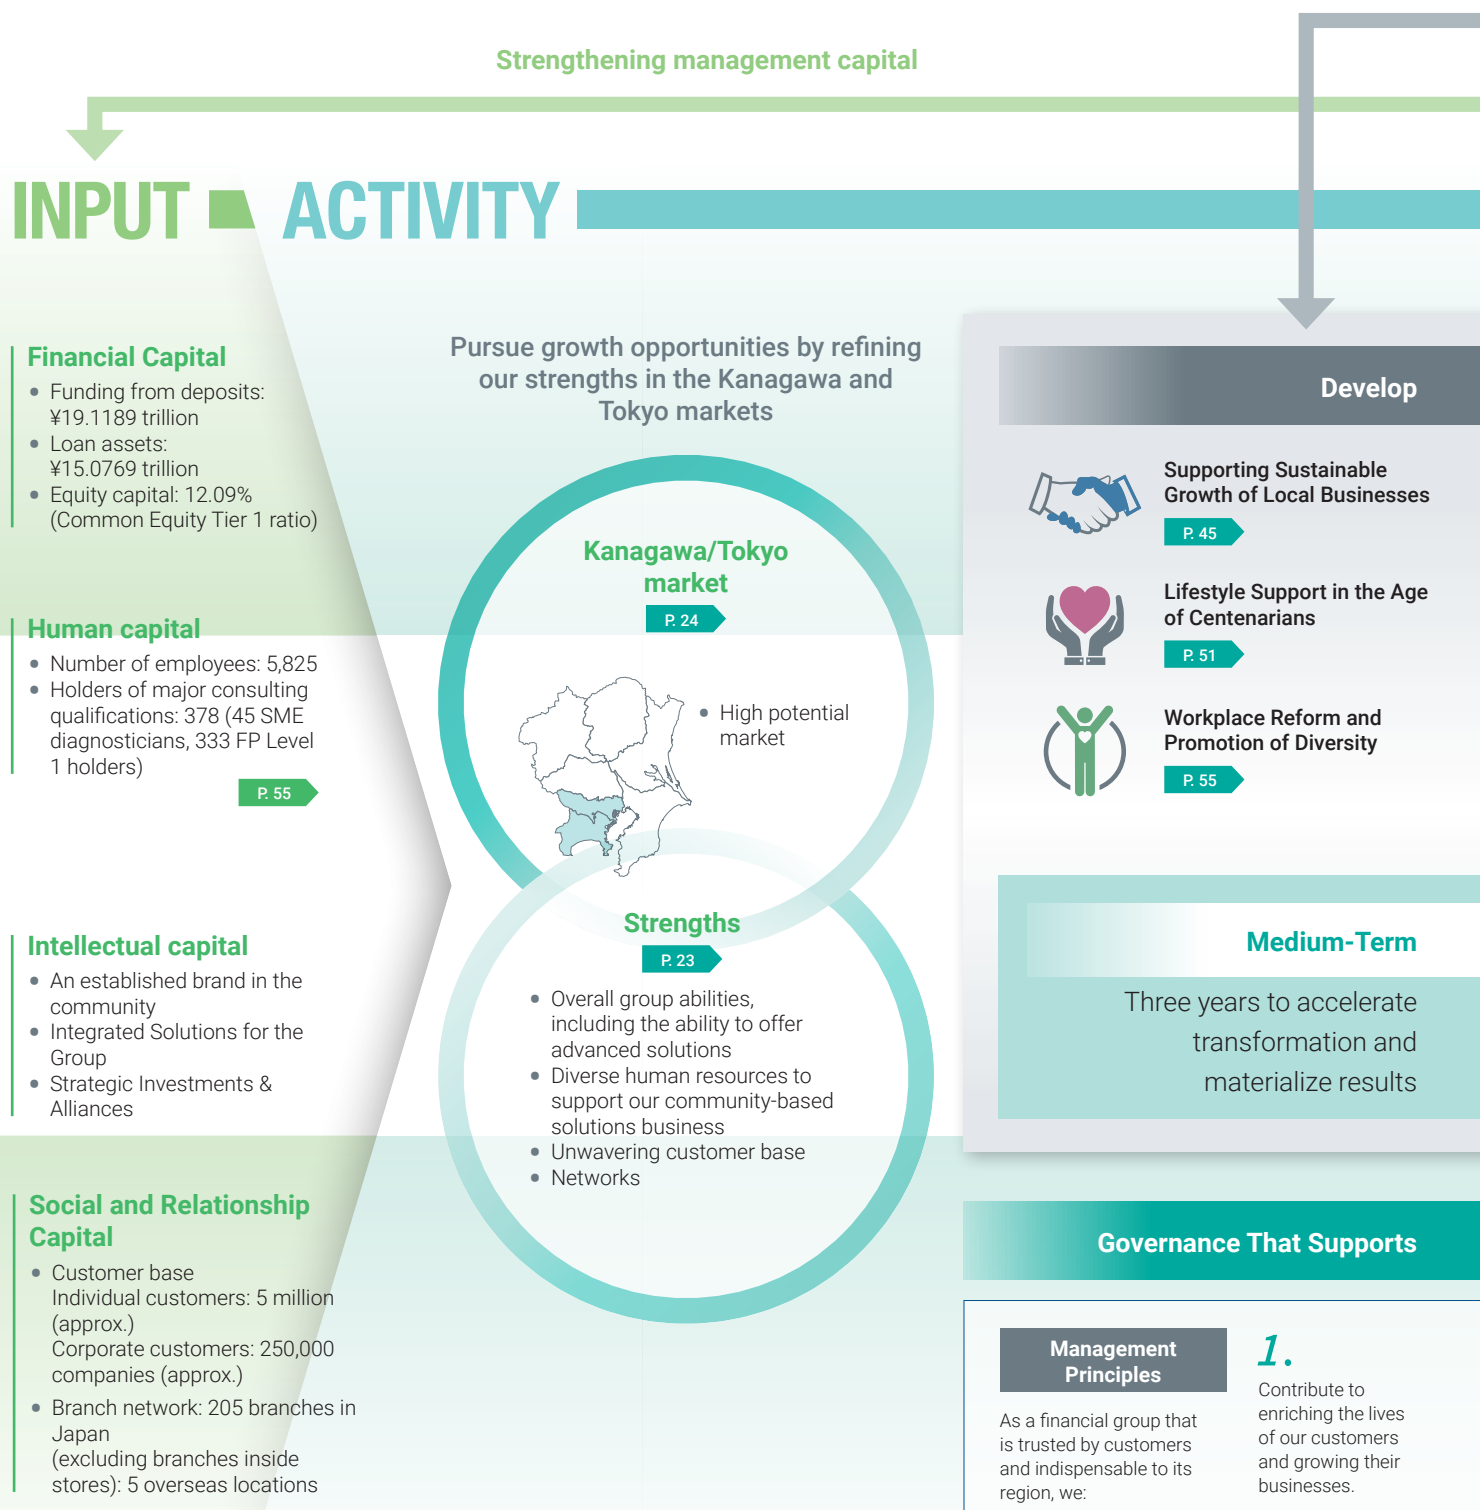 Strengthening management capital
INPUT
ACTIVITY
Financial Capital
• Funding from deposits:
¥19.1189 trillion
• Loan assets:
¥15.0769 trillion
• Equity capital: 12.09%
(Common Equity Tier 1 ratio)
Human capital
• Number of employees: 5,825
• Holders of major consulting
qualifications: 378 (45 SME
diagnosticians, 333 FP Level
1 holders)
P. 55
Intellectual capital
• An established brand in the
community
• Integrated Solutions for the
Group
• Strategic Investments &
Alliances
Social and Relationship
Capital
• Customer base
Individual customers: 5 million
(approx.)
Corporate customers: 250,000
companies (approx.)
• Branch network: 205 branches in
Japan
(excluding branches inside
stores): 5 overseas locations
Pursue growth opportunities by refining
our strengths in the Kanagawa and
Tokyo markets
Kanagawa/Tokyo
market
P. 24
• High potential
market
Strengths
P. 23
• Overall group abilities,
including the ability to offer
advanced solutions
• Diverse human resources to
support our community-based
solutions business
• Unwavering customer base
• Networks
Develop
Supporting Sustainable
Growth of Local Businesses
P. 45
Lifestyle Support in the Age
of Centenarians
P. 51
Workplace Reform and
Promotion of Diversity
P. 55
Medium-Term
Three years to accelerate
transformation and
materialize results
Governance That Supports
Management
Principles
As a financial group that
is trusted by customers
and indispensable to its
region, we:
1.
Contribute to
enriching the lives
of our customers
and growing their
businesses.